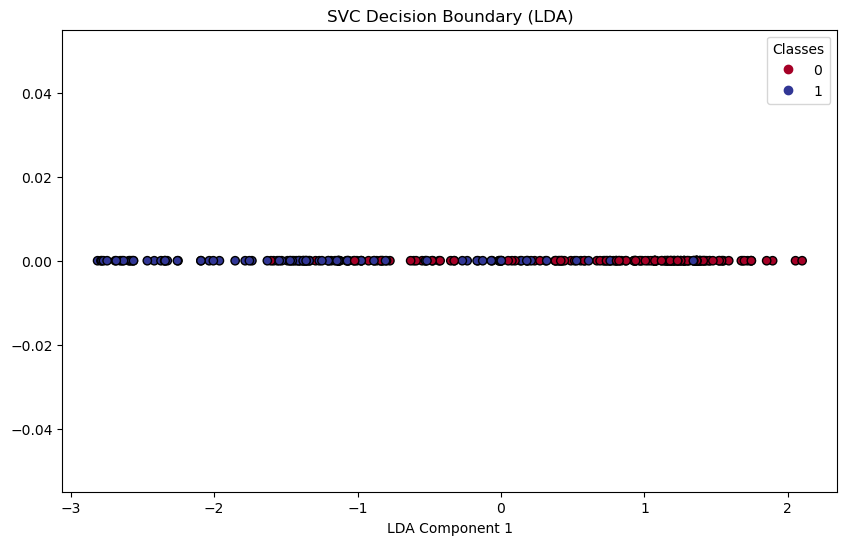 SVC Decision Boundary (LDA)
Classes
0
1
0.04
0.02
0.00
−0.02
−0.04
−3 −2 −1 0 1 2
LDA Component 1